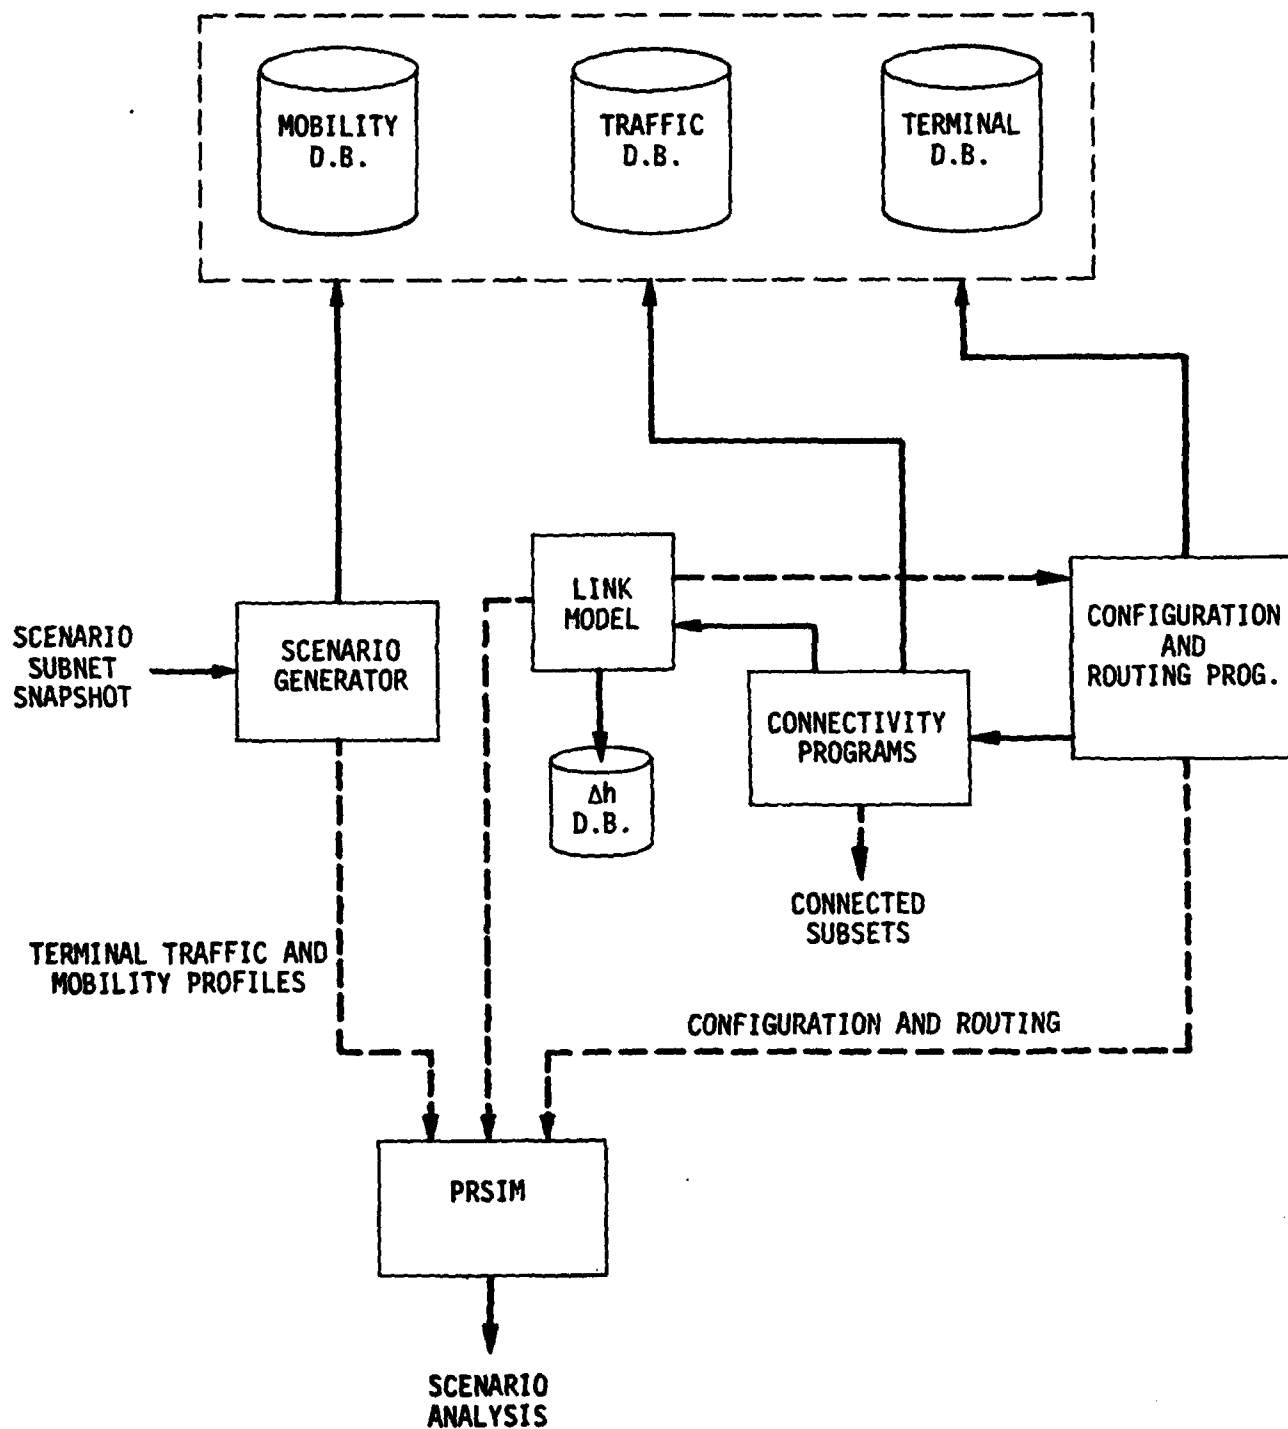 MOBILITY
D.B.
TRAFFIC
D.B.
TERMINAL
D.B.
LINK
MODEL
CONFIGURATION
AND
ROUTING PROG.
SCENARIO
SUBNET
SNAPSHOT
SCENARIO
GENERATOR
CONNECTIVITY
PROGRAMS
Δh
D.B.
CONNECTED
SUBSETS
TERMINAL TRAFFIC AND
MOBILITY PROFILES
CONFIGURATION AND ROUTING
PRSIM
SCENARIO
ANALYSIS